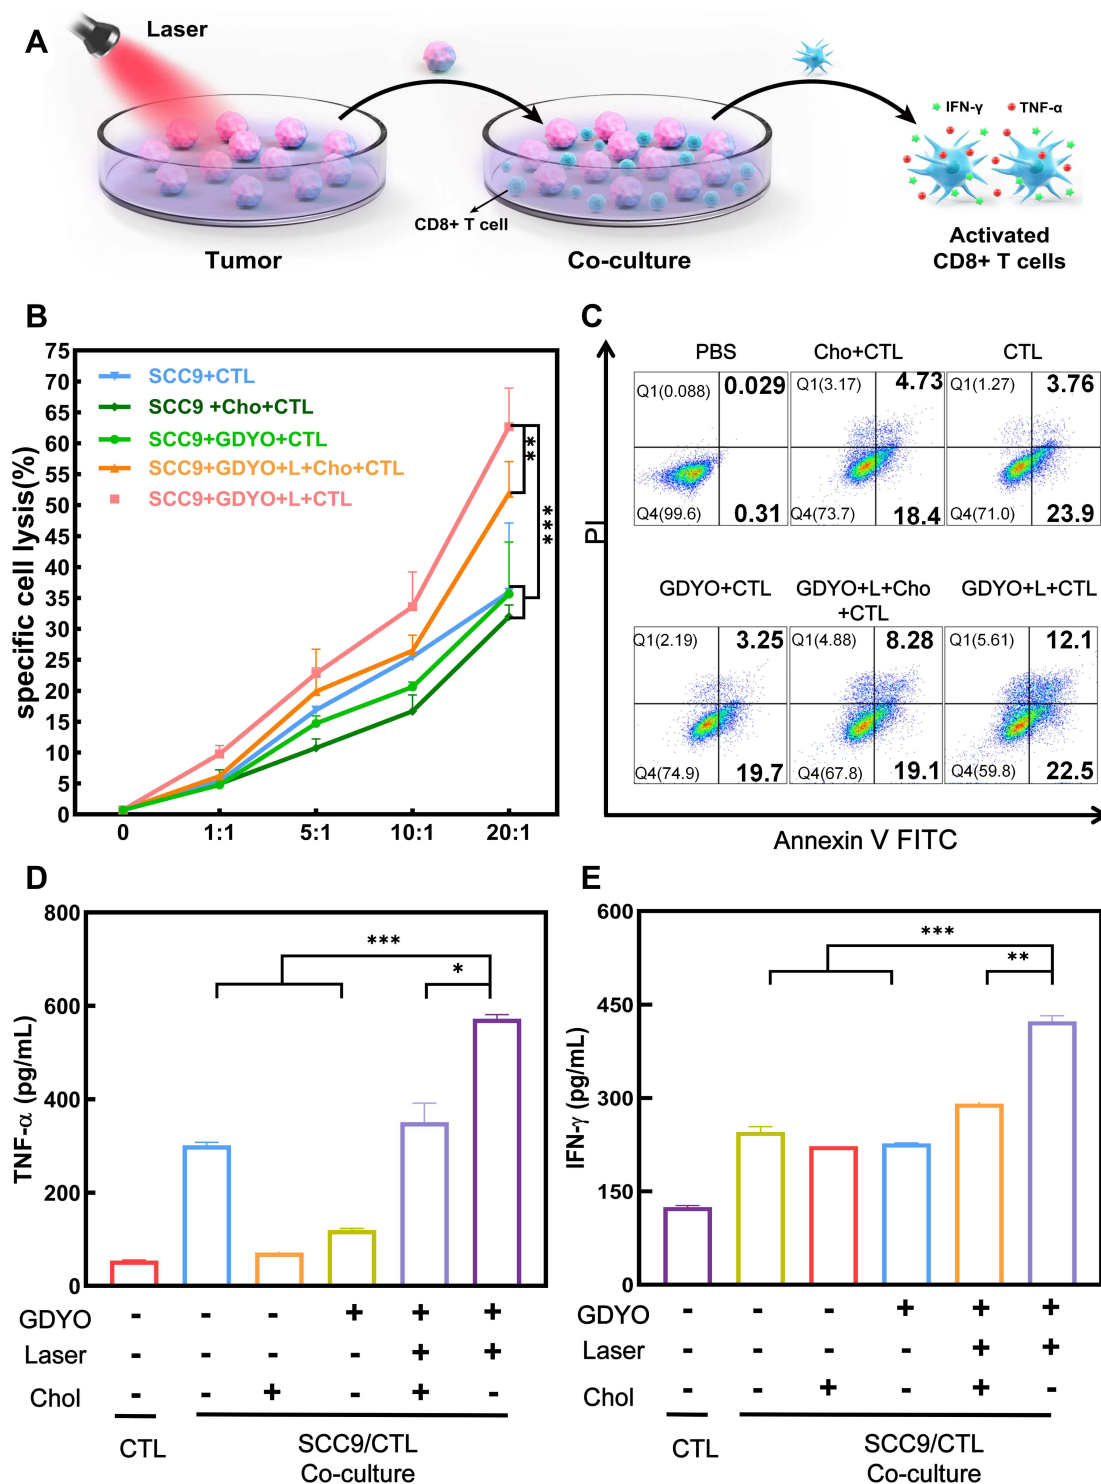 A
Laser
IFN-γ
TNF-α
CD8+ T cell
Tumor
Co-culture
Activated
CD8+ T cells
B
specific cell lysis(%)
75
70
65
60
55
50
45
40
35
30
25
20
15
10
5
0
SCC9+CTL
SCC9 +Cho+CTL
SCC9+GDYO+CTL
SCC9+GDYO+L+Cho+CTL
SCC9+GDYO+L+CTL
**
***
0 1:1 5:1 10:1 20:1
C
PI
PBS
Q1(0.088) 0.029
Q4(99.6) 0.31
Cho+CTL
Q1(3.17) 4.73
Q4(73.7) 18.4
CTL
Q1(1.27) 3.76
Q4(71.0) 23.9
GDYO+CTL
Q1(2.19) 3.25
Q4(74.9) 19.7
GDYO+L+Cho
+CTL
Q1(4.88) 8.28
Q4(67.8) 19.1
GDYO+L+CTL
Q1(5.61) 12.1
Q4(59.8) 22.5
Annexin V FITC
D
TNF-α (pg/mL)
800
600
400
200
0
***
*
GDYO - - - + + +
Laser - - - - + +
Chol - - + - + -
CTL
SCC9/CTL
Co-culture
E
IFN-γ (pg/mL)
600
450
300
150
0
***
**
GDYO - - - + + +
Laser - - - - + +
Chol - - + - + -
CTL
SCC9/CTL
Co-culture